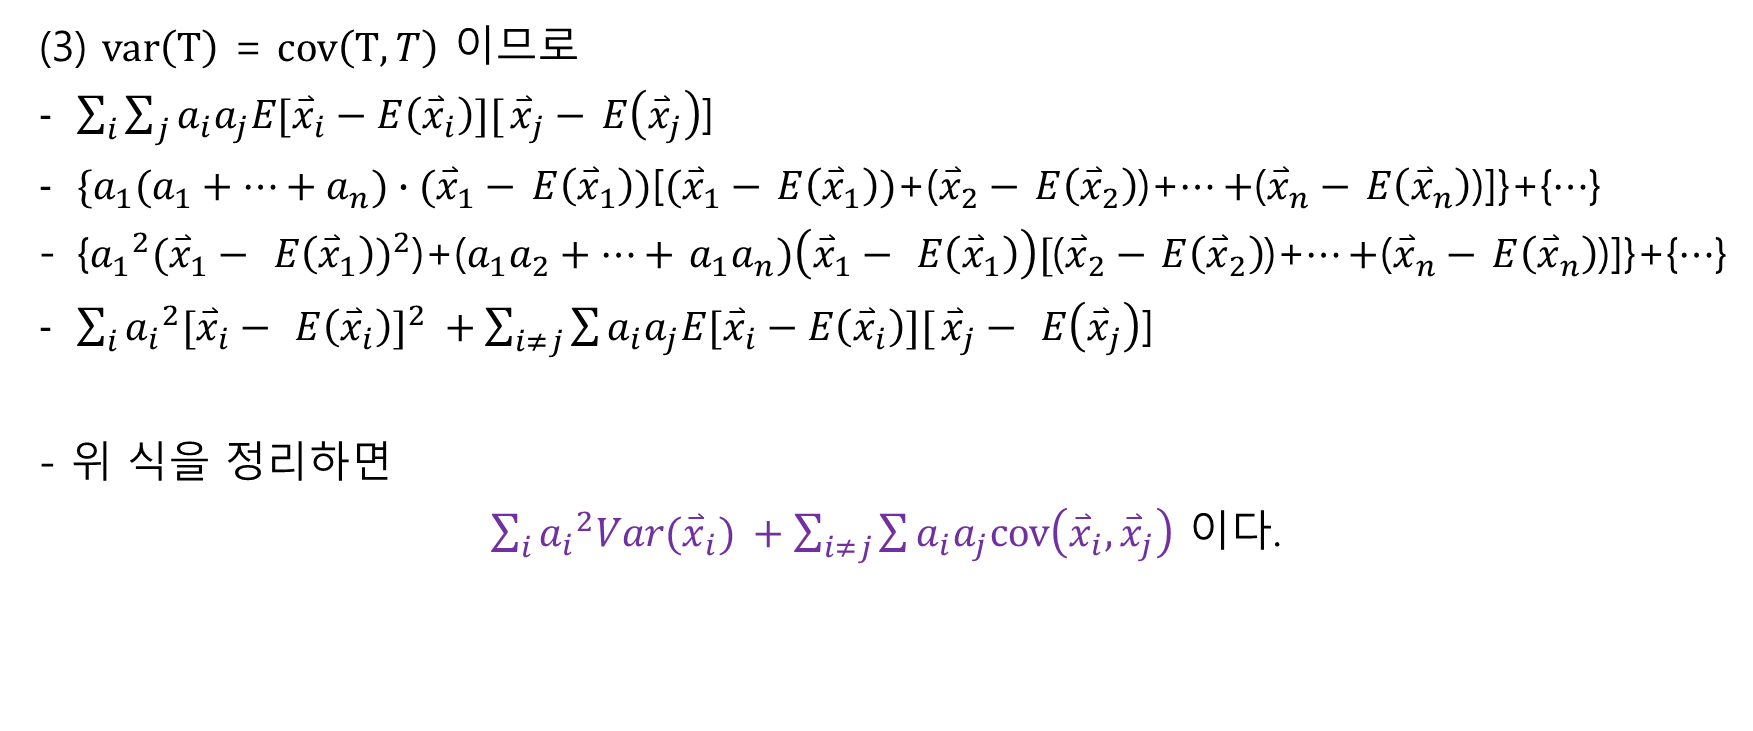 (3) var(T) = cov(T, T) 이므로
- ∑ᵢ∑ⱼ aᵢaⱼE[x⃗ᵢ − E(x⃗ᵢ)][x⃗ⱼ − E(x⃗ⱼ)]
- {a₁(a₁ + ⋯ + aₙ) · (x⃗₁ − E(x⃗₁))[(x⃗₁ − E(x⃗₁))+(x⃗₂ − E(x⃗₂))+⋯ +(x⃗ₙ − E(x⃗ₙ))]}+{⋯}
- {a₁²(x⃗₁ − E(x⃗₁))²)+(a₁a₂ + ⋯ + a₁aₙ)(x⃗₁ − E(x⃗₁))[(x⃗₂ − E(x⃗₂))+⋯ +(x⃗ₙ − E(x⃗ₙ))]}+{⋯}
- ∑ᵢ aᵢ²[x⃗ᵢ − E(x⃗ᵢ)]² + ∑ᵢ≠ⱼ∑ aᵢaⱼE[x⃗ᵢ − E(x⃗ᵢ)][x⃗ⱼ − E(x⃗ⱼ)]
- 위 식을 정리하면
∑ᵢ aᵢ²Var(x⃗ᵢ) + ∑ᵢ≠ⱼ∑ aᵢaⱼcov(x⃗ᵢ, x⃗ⱼ) 이다.